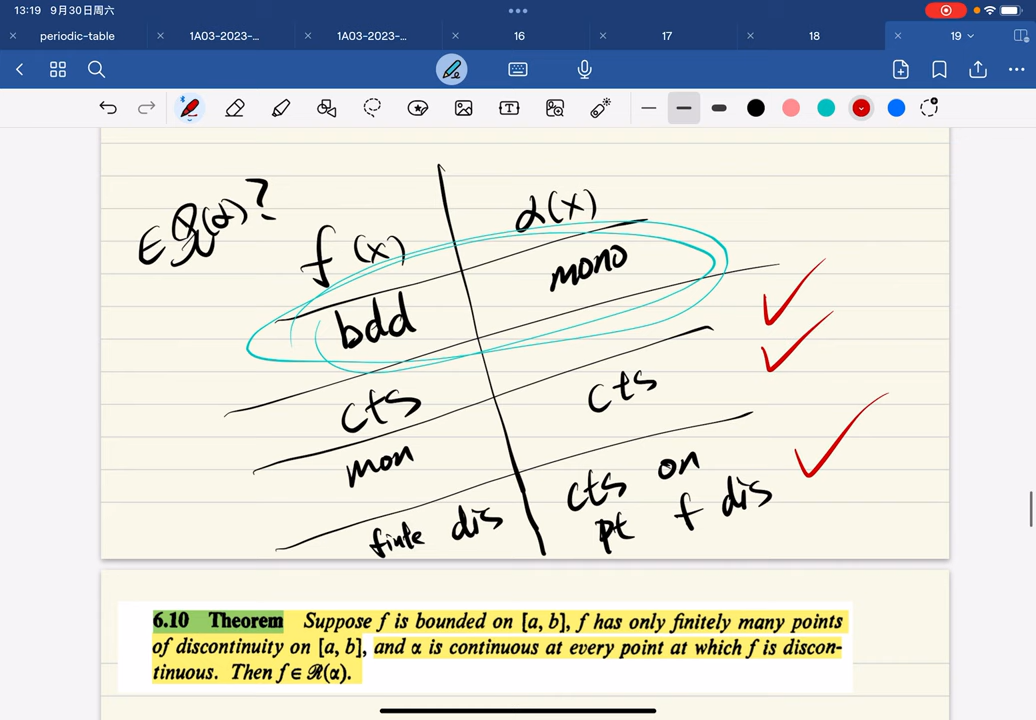 13:19 9月30日周六
periodic-table 1A03-2023-... 1A03-2023-... 16 17 18 19
∈ℛ(α)?
f(x) α(x)
bdd mono
cts
mon cts
finite dis cts on pt f dis
6.10 Theorem Suppose f is bounded on [a, b], f has only finitely many points
of discontinuity on [a, b], and α is continuous at every point at which f is discon-
tinuous. Then f ∈ ℛ(α).